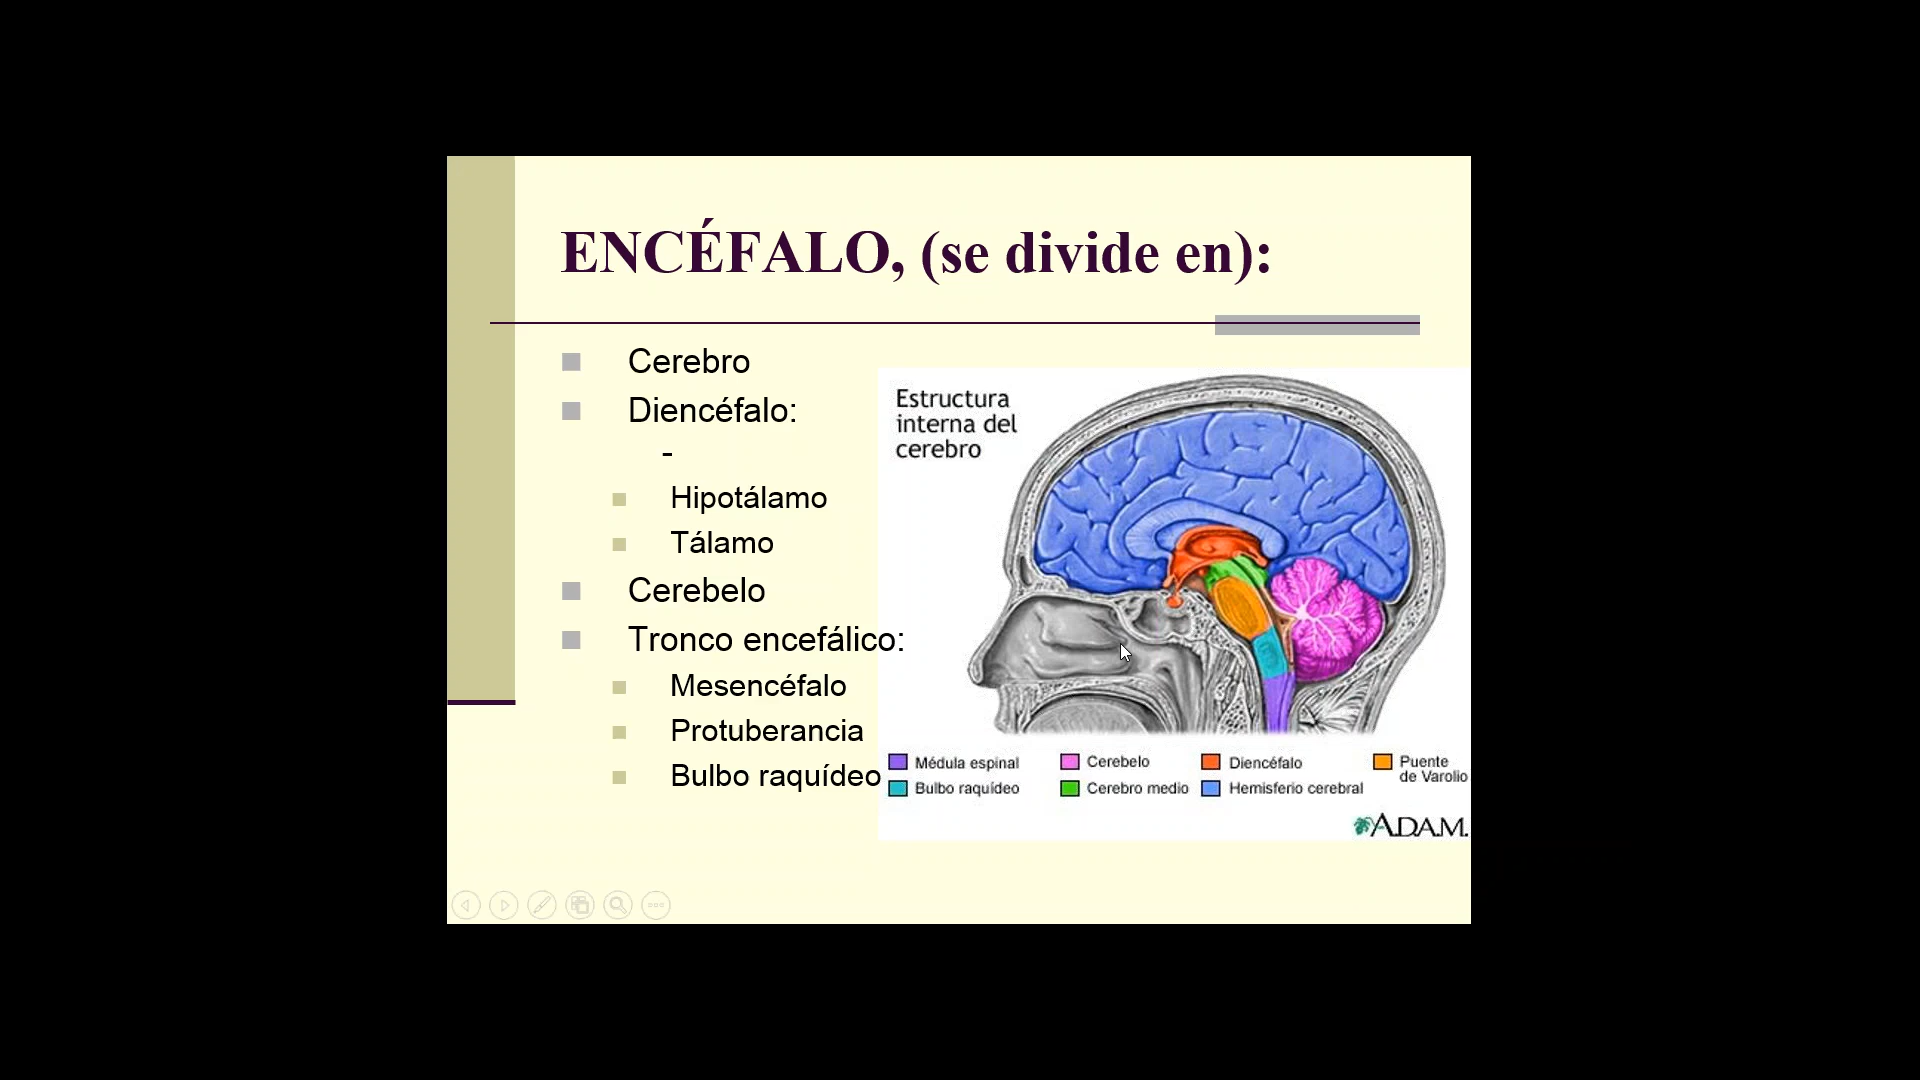 ENCÉFALO, (se divide en):
Cerebro
Diencéfalo:
-
Hipotálamo
Tálamo
Cerebelo
Tronco encefálico:
Mesencéfalo
Protuberancia
Bulbo raquídeo
Estructura
interna del
cerebro
Médula espinal
Cerebelo
Diencéfalo
Puente
de Varolio
Bulbo raquídeo
Cerebro medio
Hemisferio cerebral
A.D.A.M.